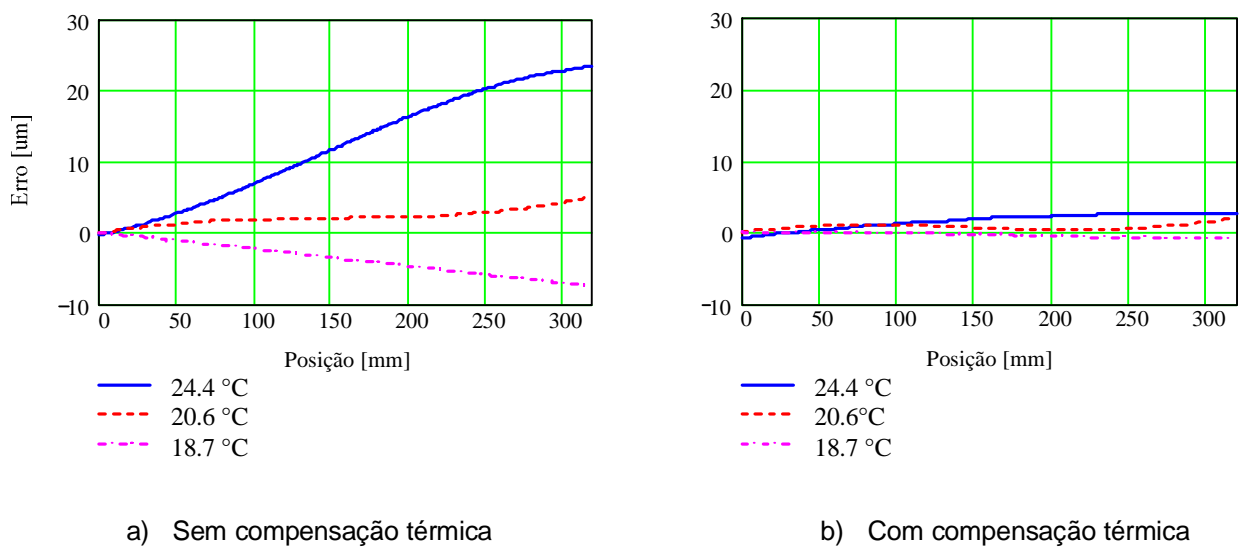 30
20
10
0
−10
Erro [um]
0 50 100 150 200 250 300
Posição [mm]
24.4 °C
20.6 °C
18.7 °C
a) Sem compensação térmica
30
20
10
0
−10
0 50 100 150 200 250 300
Posição [mm]
24.4 °C
20.6°C
18.7 °C
b) Com compensação térmica